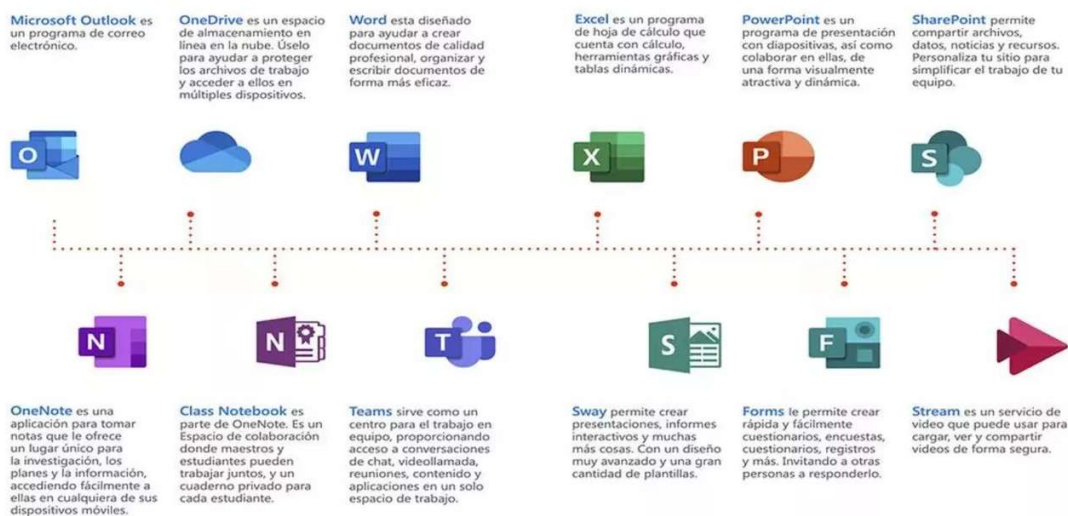 Microsoft Outlook es
un programa de correo
electrónico.
OneDrive es un espacio
de almacenamiento en
línea en la nube. Úselo
para ayudar a proteger
los archivos de trabajo
y acceder a ellos en
múltiples dispositivos.
Word esta diseñado
para ayudar a crear
documentos de calidad
profesional, organizar y
escribir documentos de
forma más eficaz.
Excel es un programa
de hoja de cálculo que
cuenta con cálculo,
herramientas gráficas y
tablas dinámicas.
PowerPoint es un
programa de presentación
con diapositivas, así como
colaborar en ellas, de
una forma visualmente
atractiva y dinámica.
SharePoint permite
compartir archivos,
datos, noticias y recursos.
Personaliza tu sitio para
simplificar el trabajo de tu
equipo.
O
W
X
P
S
N
N
T
S
F
OneNote es una
aplicación para tomar
notas que le ofrece
un lugar único para
la investigación, los
planes y la información,
accediendo fácilmente a
ellas en cualquiera de sus
dispositivos móviles.
Class Notebook es
parte de OneNote. Es un
Espacio de colaboración
donde maestros y
estudiantes pueden
trabajar juntos, y un
cuaderno privado para
cada estudiante.
Teams sirve como un
centro para el trabajo en
equipo, proporcionando
acceso a conversaciones
de chat, videollamada,
reuniones, contenido y
aplicaciones en un solo
espacio de trabajo.
Sway permite crear
presentaciones, informes
interactivos y muchas
más cosas. Con un diseño
muy avanzado y una gran
cantidad de plantillas.
Forms le permite crear
rápida y fácilmente
cuestionarios, encuestas,
cuestionarios, registros
y más. Invitando a otras
personas a responderlo.
Stream es un servicio de
video que puede usar para
cargar, ver y compartir
videos de forma segura.